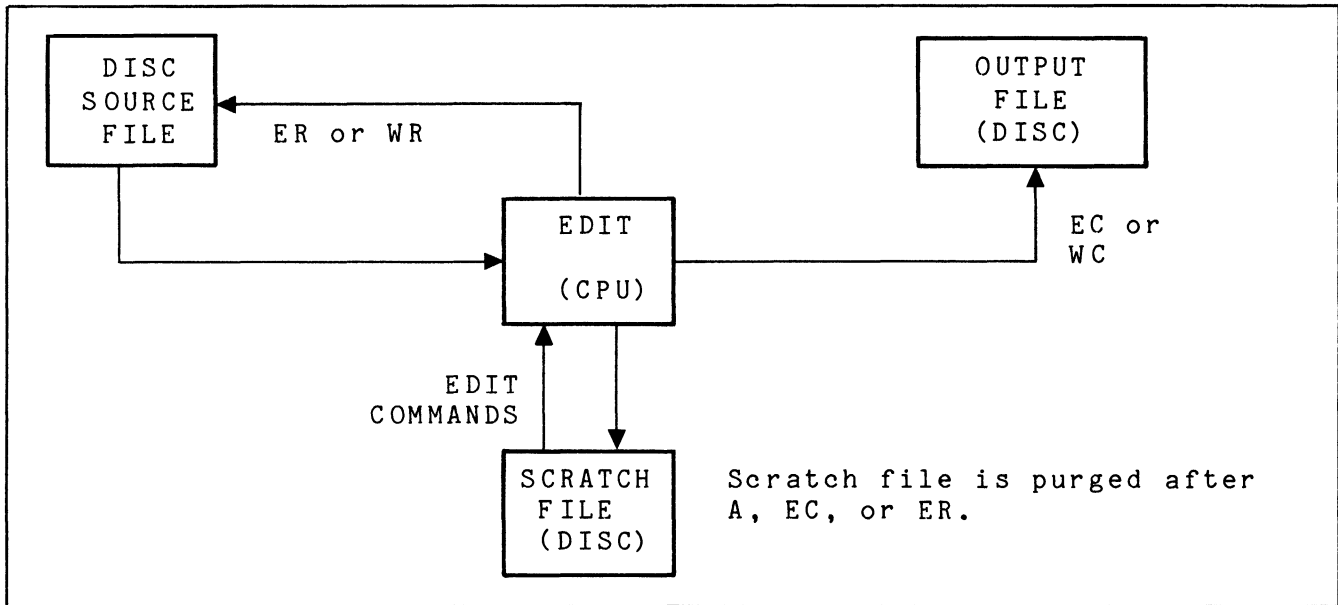 DISC
SOURCE
FILE
ER or WR
OUTPUT
FILE
(DISC)
EDIT
(CPU)
EC or
WC
EDIT
COMMANDS
SCRATCH
FILE
(DISC)
Scratch file is purged after
A, EC, or ER.